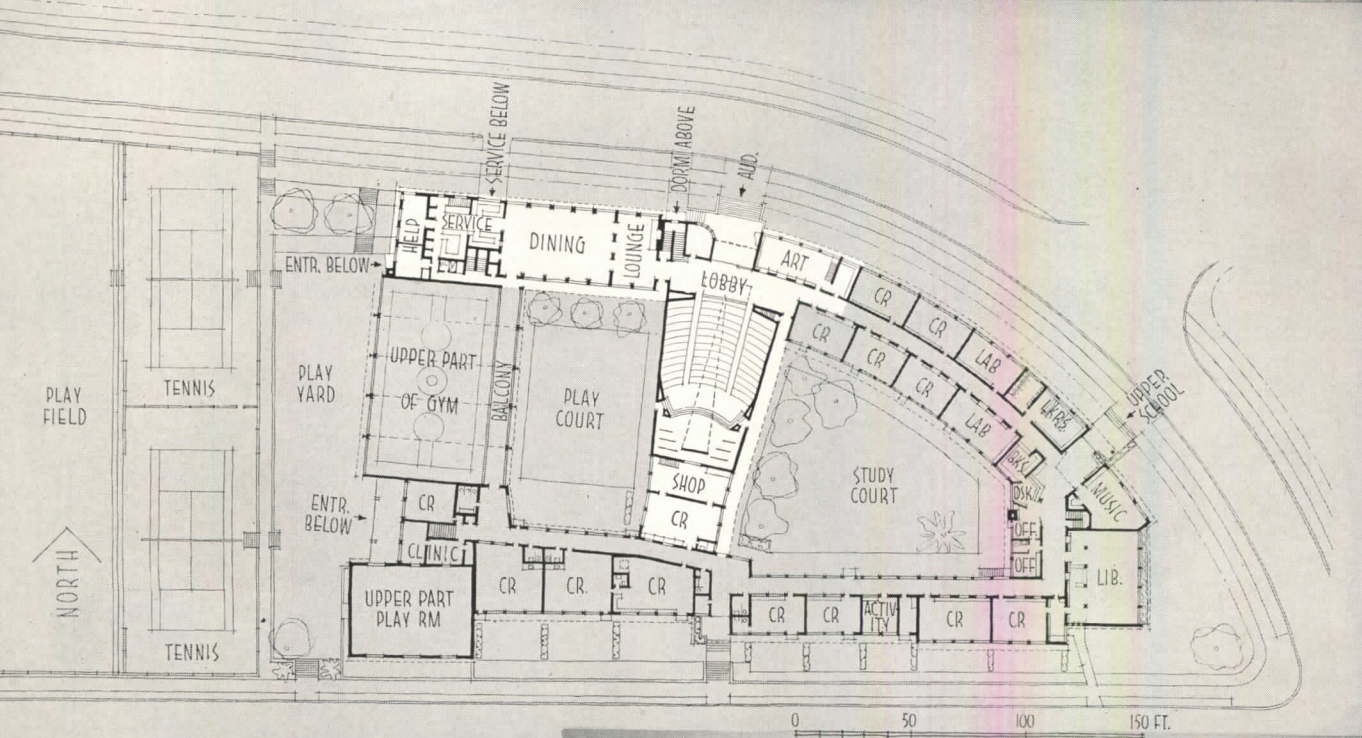 SERVICE BELOW
DORM ABOVE
AUD.
HELP
SERVICE
DINING
LOUNGE
LOBBY
ART
ENTR. BELOW
CR
CR
LAB
LKRS.
UPPER
SCHOOL
CR
CR
CR
LAB
BKS
MUSIC
UPPER PART
OF GYM
BALCONY
PLAY
COURT
PLAY
YARD
PLAY
FIELD
TENNIS
SHOP
CR
STUDY
COURT
DSK
OFF.
OFF.
LIB.
ENTR.
BELOW
CR
CLINIC
NORTH
UPPER PART
PLAY RM
CR
CR.
CR
CR
CR
ACTIV
ITY
CR
CR
TENNIS
0 50 100 150 FT.